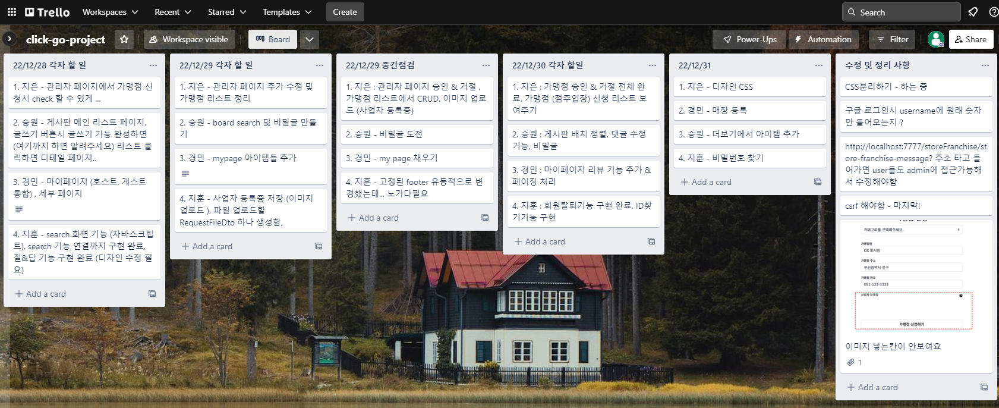 Trello
Workspaces
Recent
Starred
Templates
Create
Search
click-go-project
Workspace visible
Board
Power-Ups
Automation
Filter
Share
22/12/28 각자 할 일
1. 지은 - 관리자 페이지에서 가맹점 신
청시 check 할 수 있게 ...
2. 승원 - 게시판 메인 리스트 페이지,
글쓰기 버튼시 글쓰기 기능 완성하면
(여기까지 하면 알려주세요) 리스트 클
릭하면 디테일 페이지..
3. 경민 - 마이페이지 (호스트, 게스트
통합) , 세부 페이지
4. 지훈 - search 화면 기능 (자바스크립
트), search 기능 연결까지 구현 완료,
질&답 기능 구현 완료 (디자인 수정 필
요)
+ Add a card
22/12/29 각자 할 일
1. 지은 - 관리자 페이지 추가 수정 및
가맹점 리스트 정리
2. 승원 - board search 및 비밀글 만들
기
3. 경민 - mypage 아이템들 추가
4. 지훈 - 사업자 등록증 저장 (이미지
업로드 ), 파일 업로드할
RequestFileDto 하나 생성함,
+ Add a card
22/12/29 중간점검
1. 지은 : 관리자 페이지 승인 & 거절 ,
가맹점 리스트에서 CRUD, 이미지 업로
드 (사업자 등록증)
2. 승원 - 비밀글 도전
3. 경민 - my page 채우기
4. 지훈 - 고정된 footer 유동적으로 변
경했는데... 노가다필요
+ Add a card
22/12/30 각자 할일
1. 지은 : 가맹점 승인 & 거절 전체 완
료, 가맹점 (점주입장) 신청 리스트 보
여주기
2. 승원 : 게시판 배치 정렬, 댓글 수정
기능, 비밀글
3. 경민 : 마이페이지 리뷰 기능 추가 &
페이징 처리
4. 지훈 : 회원탈퇴기능 구현 완료, ID찾
기기능 구현
+ Add a card
22/12/31
1. 지은 - 디자인 CSS
2. 경민 - 매장 등록
3. 승원 - 더보기에서 아이템 추가
4. 지훈 - 비밀번호 찾기
+ Add a card
수정 및 정리 사항
CSS분리하기 - 하는 중
구글 로그인시 username에 원래 숫자
만 들어오는지 ?
http://localhost:7777/storeFranchise/st
ore-franchise-message? 주소 타고 들
어가면 user들도 admin에 접근가능해
서 수정해야함
csrf 해야함 - 마지막!
카테고리를 선택해주세요.
가맹점명
OX 피시방
가맹점 주소
부산광역시 진구
가맹점 번호
051-123-3333
사업자 등록증
가맹점 신청하기
이미지 넣는칸이 안보여요
1
+ Add a card